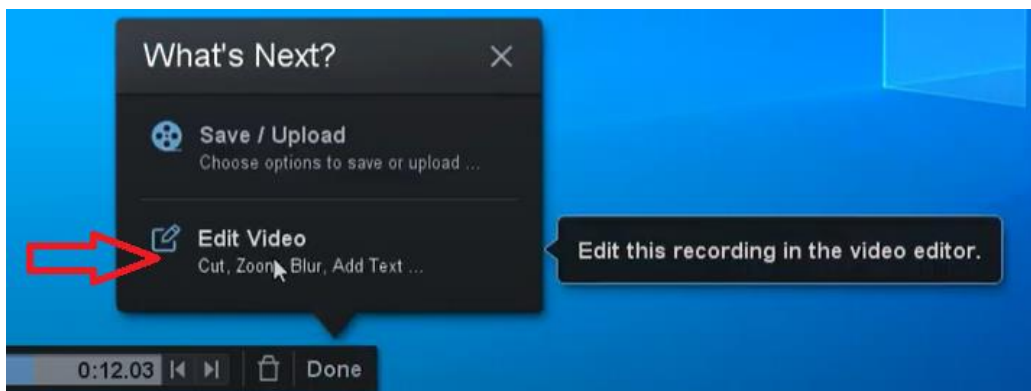 What's Next?
Save / Upload
Choose options to save or upload ...
Edit Video
Cut, Zoom, Blur, Add Text ...
Edit this recording in the video editor.
0:12.03
Done